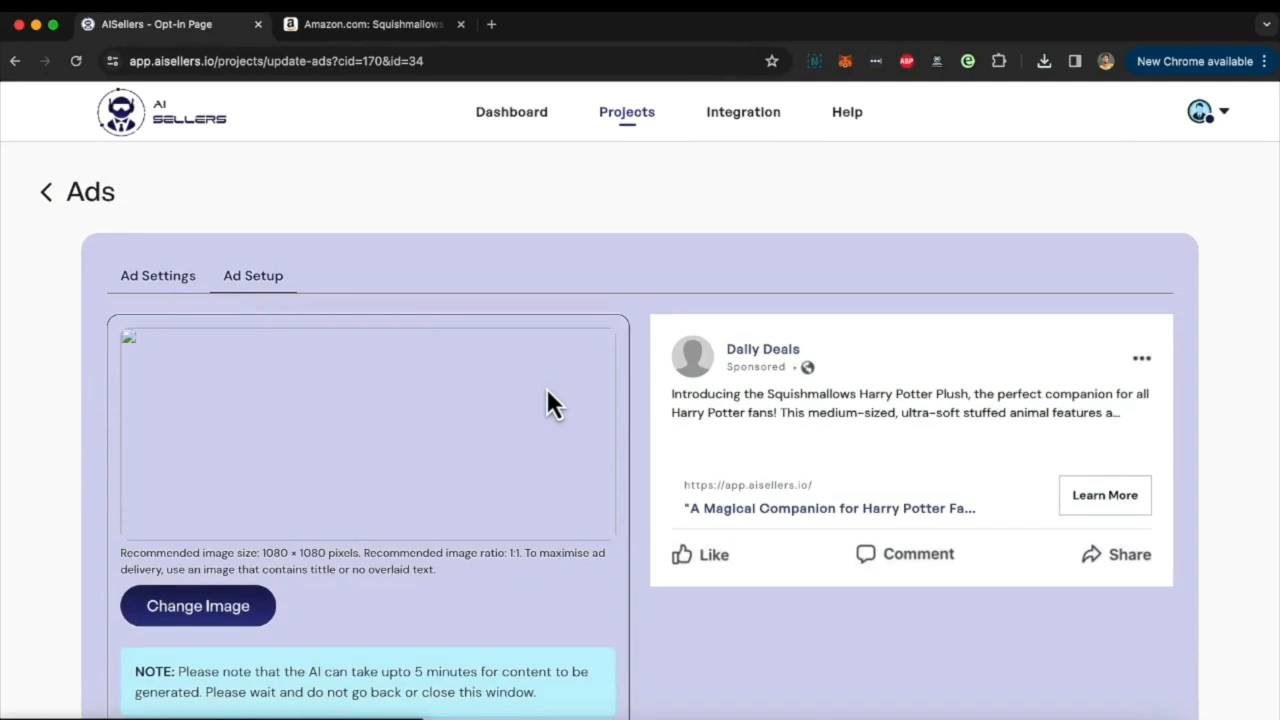 AISellers - Opt-In Page
Amazon.com: Squishmallows
app.aisellers.io/projects/update-ads?cid=170&id=34
ABP
New Chrome available
AI
SELLERS
Dashboard
Projects
Integration
Help
Ads
Ad Settings
Ad Setup
Recommended image size: 1080 × 1080 pixels. Recommended image ratio: 1:1. To maximise ad
delivery, use an image that contains tittle or no overlaid text.
Change Image
NOTE: Please note that the AI can take upto 5 minutes for content to be
generated. Please wait and do not go back or close this window.
Daily Deals
Sponsored
Introducing the Squishmallows Harry Potter Plush, the perfect companion for all
Harry Potter fans! This medium-sized, ultra-soft stuffed animal features a...
https://app.aisellers.io/
"A Magical Companion for Harry Potter Fa...
Learn More
Like
Comment
Share